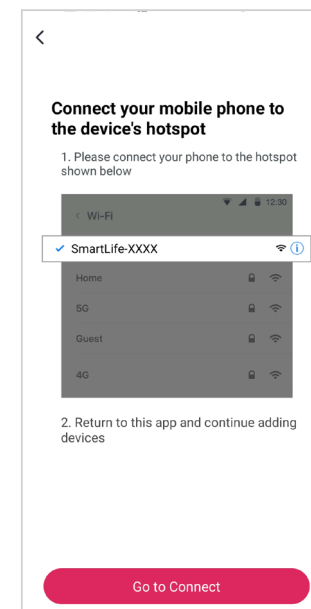 Connect your mobile phone to
the device's hotspot
1. Please connect your phone to the hotspot
shown below
12:30
< Wi-Fi
SmartLife-XXXX
Home
5G
Guest
4G
2. Return to this app and continue adding
devices
Go to Connect